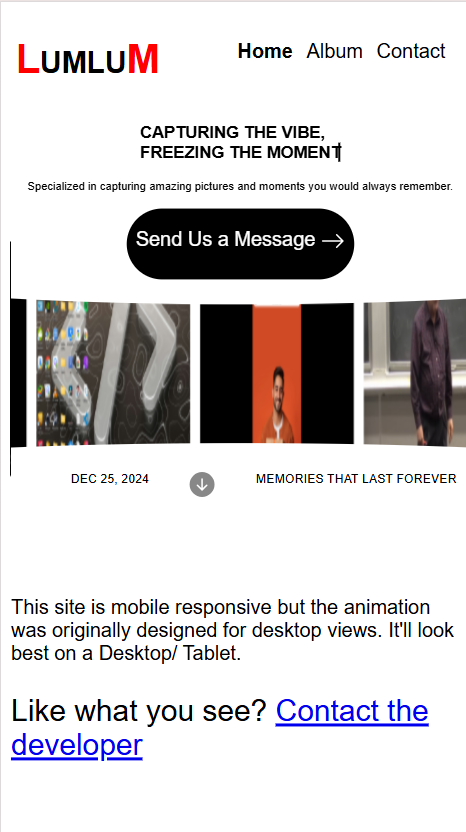 LUMLUM
Home Album Contact
CAPTURING THE VIBE,
FREEZING THE MOMENT
Specialized in capturing amazing pictures and moments you would always remember.
Send Us a Message →
DEC 25, 2024
MEMORIES THAT LAST FOREVER
This site is mobile responsive but the animation
was originally designed for desktop views. It'll look
best on a Desktop/ Tablet.
Like what you see? Contact the
developer